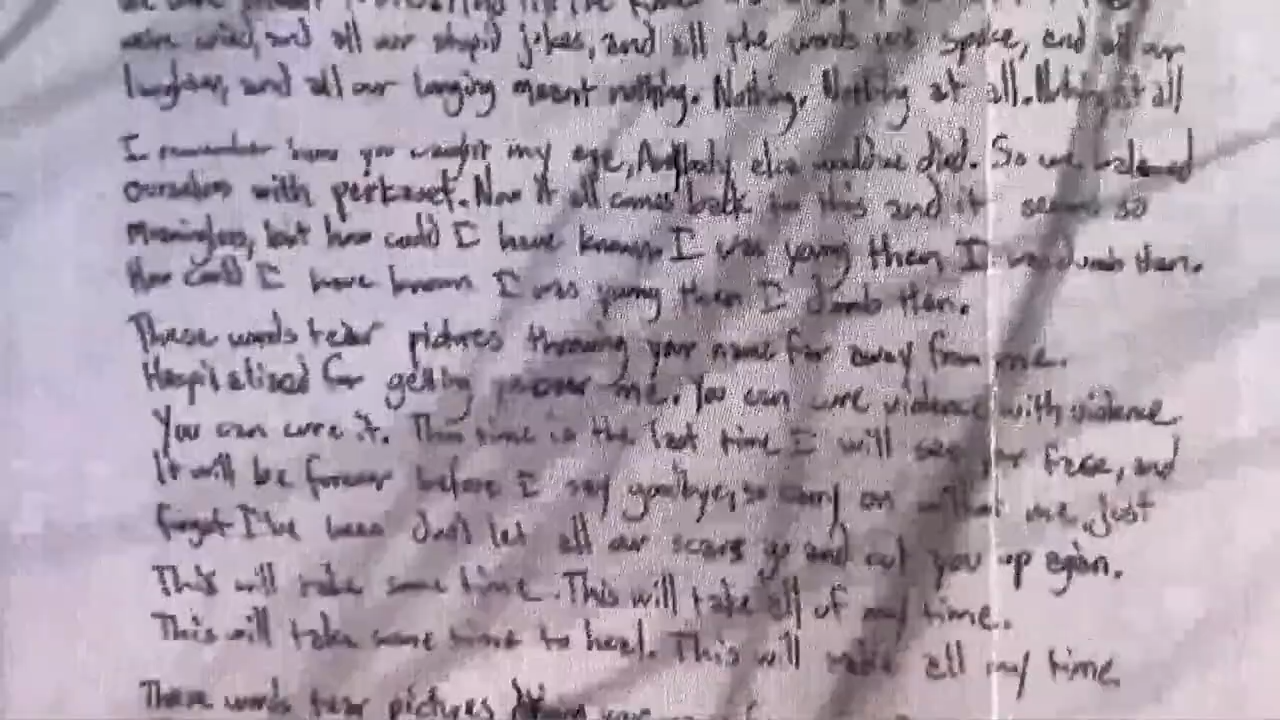 we've cried, and all our stupid jokes, and all the words we spoke, and all our
laughter, and all our longing meant nothing. Nothing. Nothing at all. Nothing at all
I remember how you caught my eye, Anybody else would've died. So we
ourselves with. Now it all comes back to this and it seems so
Meaningless, but how could I have known. I was young then, I was dumb then.
How could I have known I was young then I dumb then.
These words tear pictures throwing your name far away from me.
Hospitalized for getting over me. You can cure violence with violence.
You can cure it. This time is the last time I will see your face, and
It will be forever before I say goodbye, so carry on without me, just
forget I've been don't let all our scars go and cut you up again.
This will take some time. This will take all of my time.
This will take some time to heal. This will take all my time
These words tear pictures